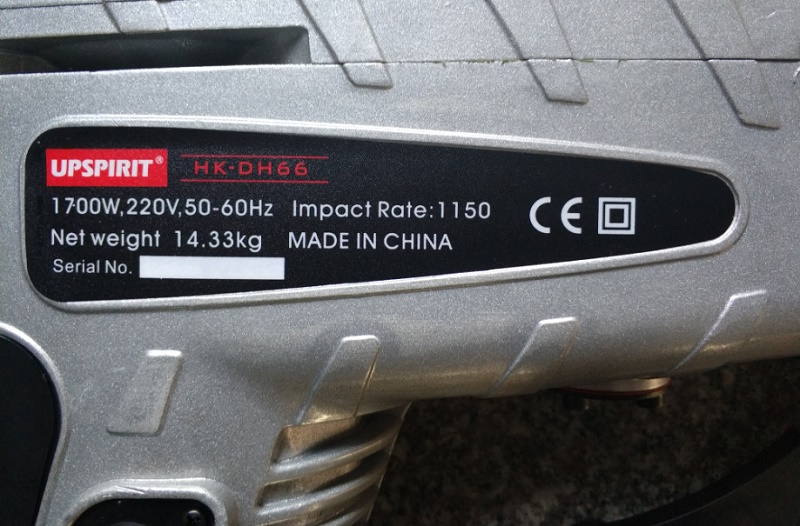 UPSPIRIT® HK-DH66
1700W,220V,50-60Hz Impact Rate:1150
Net weight 14.33kg MADE IN CHINA
Serial No.
CE